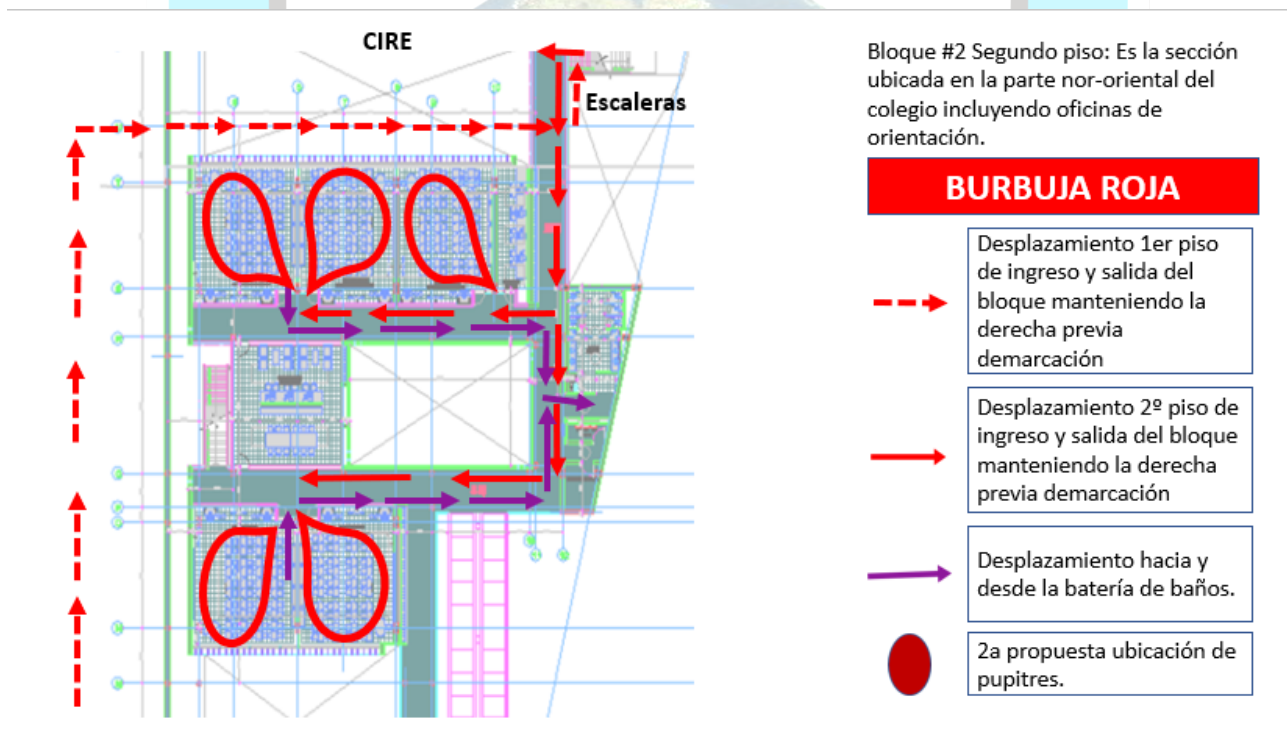 CIRE
Escaleras
Bloque #2 Segundo piso: Es la sección
ubicada en la parte nor-oriental del
colegio incluyendo oficinas de
orientación.
BURBUJA ROJA
Desplazamiento 1er piso
de ingreso y salida del
bloque manteniendo la
derecha previa
demarcación
Desplazamiento 2º piso de
ingreso y salida del bloque
manteniendo la derecha
previa demarcación
Desplazamiento hacia y
desde la batería de baños.
2a propuesta ubicación de
pupitres.